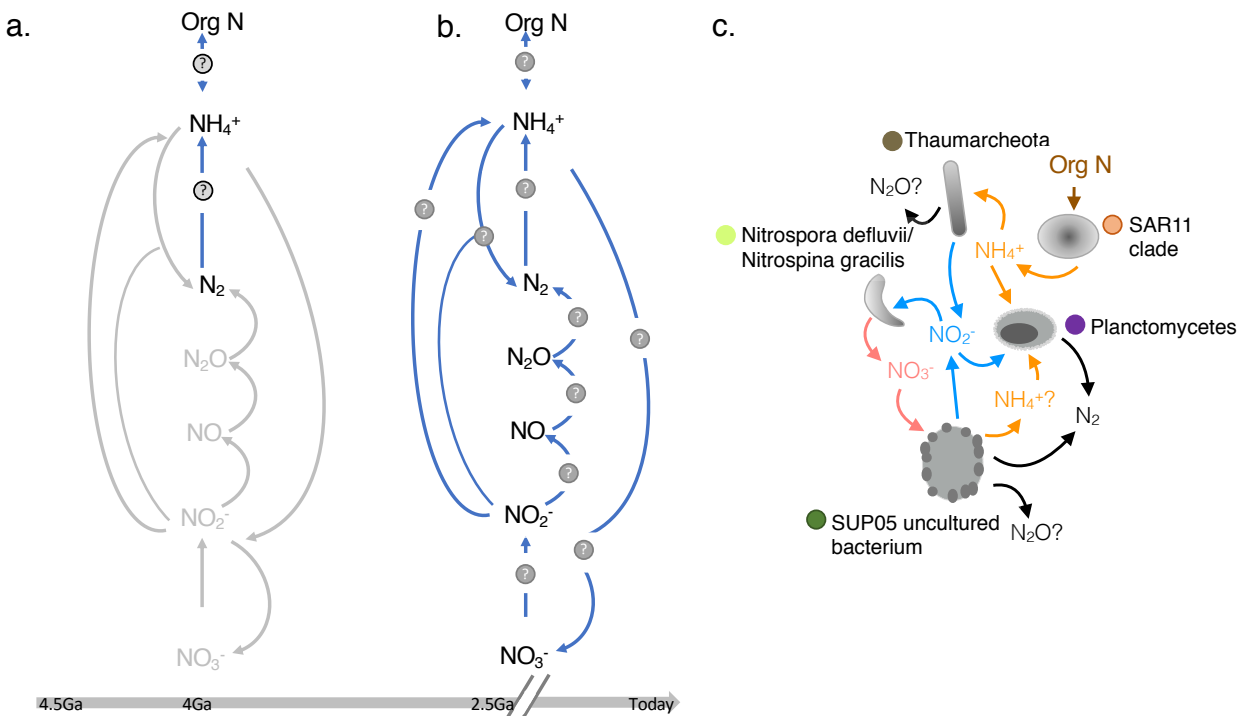 a.
Org N
?
NH₄⁺
?
N₂
N₂O
NO
NO₂⁻
NO₃⁻
b.
Org N
?
NH₄⁺
?
?
?
N₂
?
?
N₂O
?
NO
?
NO₂⁻
?
?
NO₃⁻
4.5Ga
4Ga
2.5Ga
Today
c.
Thaumarcheota
Org N
N₂O?
SAR11
clade
NH₄⁺
Nitrospora defluvii/
Nitrospina gracilis
NO₂⁻
Planctomycetes
NO₃⁻
NH₄⁺?
N₂
SUP05 uncultured
bacterium
N₂O?